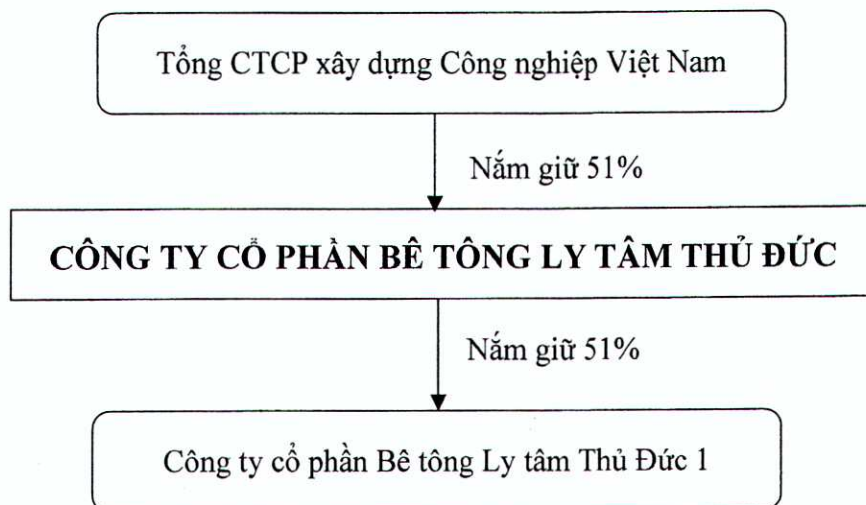 Tổng CTCP xây dựng Công nghiệp Việt Nam
Nắm giữ 51%
CÔNG TY CỔ PHẦN BÊ TÔNG LY TÂM THỦ ĐỨC
Nắm giữ 51%
Công ty cổ phần Bê tông Ly tâm Thủ Đức 1